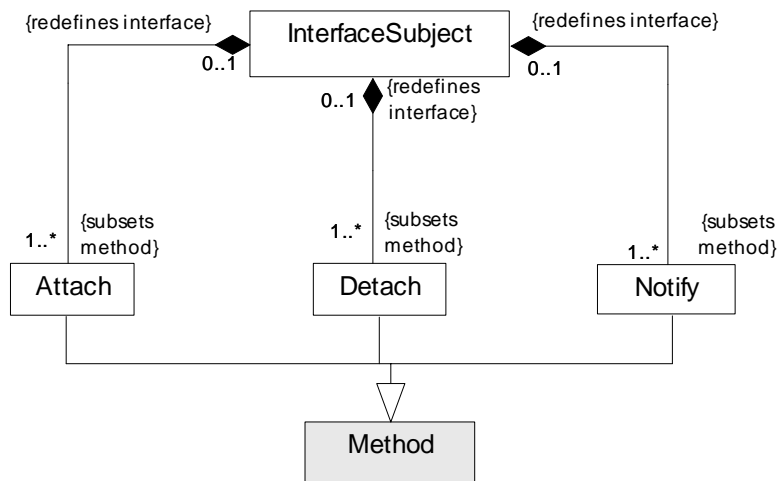 {redefines interface}
InterfaceSubject
{redefines interface}
0..1
0..1
0..1
{redefines
interface}
1..*
{subsets
method}
1..*
{subsets
method}
1..*
{subsets
method}
Attach
Detach
Notify
Method